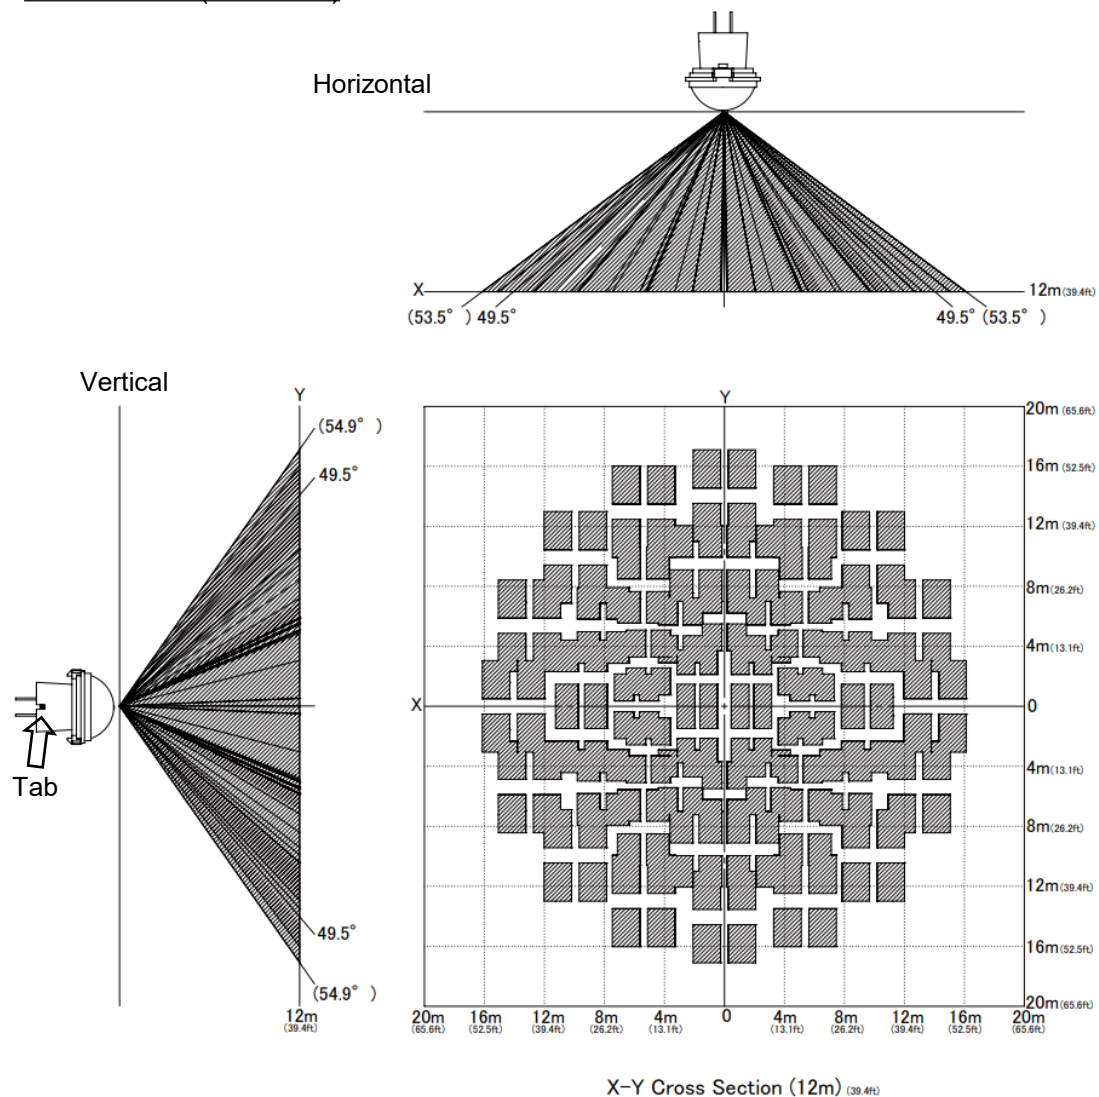 Horizontal
X
12m(39.4ft)
(53.5° ) 49.5°
49.5° (53.5° )
Vertical
Y
(54.9° )
49.5°
Tab
49.5°
(54.9° )
12m
(39.4ft)
Y
20m (65.6ft)
16m (52.5ft)
12m (39.4ft)
8m(26.2ft)
4m(13.1ft)
X
0
4m(13.1ft)
8m(26.2ft)
12m(39.4ft)
16m(52.5ft)
20m(65.6ft)
20m 16m 12m 8m 4m 0 4m 8m 12m 16m 20m
(65.6ft) (52.5ft) (39.4ft) (26.2ft) (13.1ft) (13.1ft) (26.2ft) (39.4ft) (52.5ft) (65.6ft)
X-Y Cross Section (12m) (39.4ft)